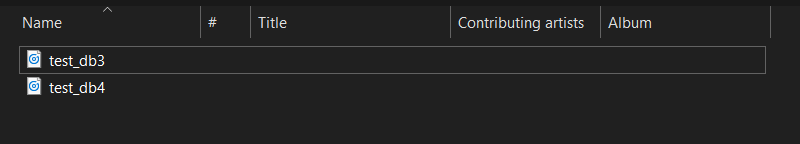 Name # Title Contributing artists Album
test_db3
test_db4